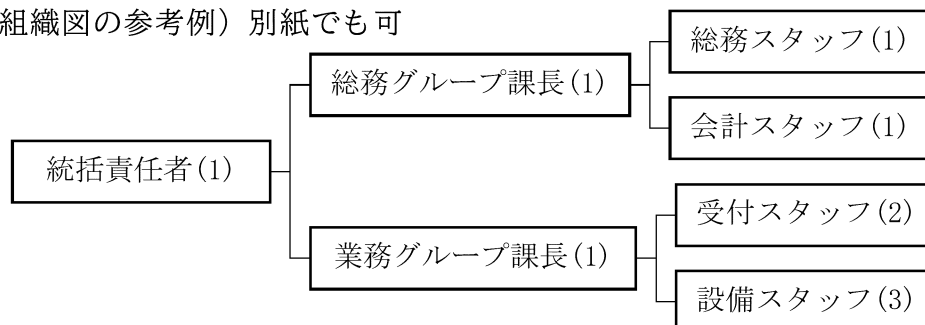 組織図の参考例）別紙でも可
総務スタッフ(1)
総務グループ課長(1)
会計スタッフ(1)
統括責任者(1)
受付スタッフ(2)
業務グループ課長(1)
設備スタッフ(3)